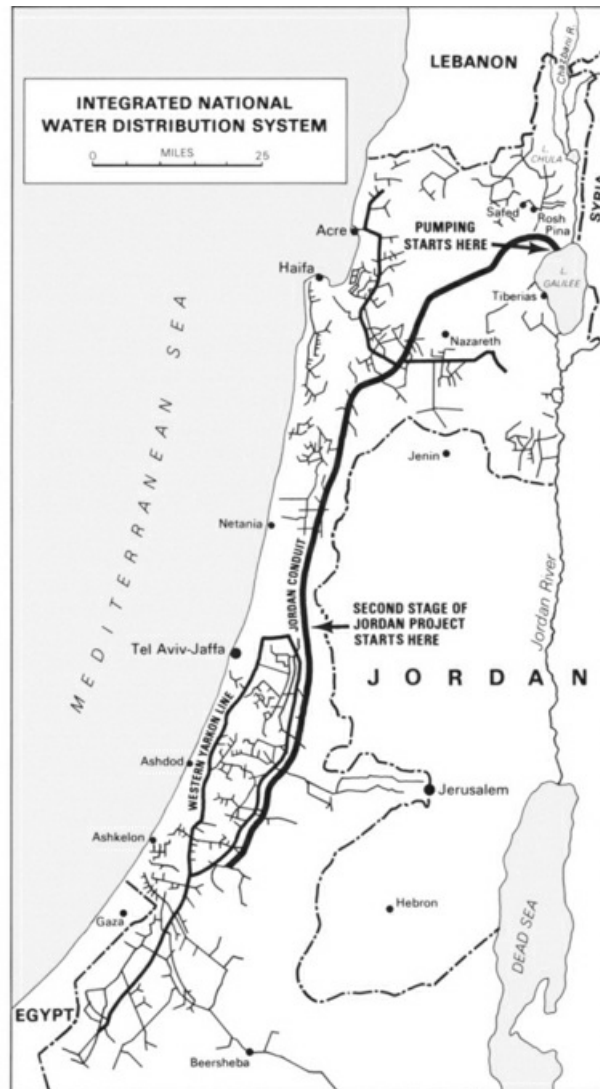 INTEGRATED NATIONAL
WATER DISTRIBUTION SYSTEM
0 MILES 25
LEBANON
Chazbani R.
L.
CHULA
SYRIA
Safed
Rosh
Pina
Acre
PUMPING
STARTS HERE
Haifa
L.
GALILEE
Tiberias
Nazareth
MEDITERRANEAN SEA
Jenin
Netania
JORDAN CONDUIT
SECOND STAGE OF
JORDAN PROJECT
STARTS HERE
Jordan River
Tel Aviv-Jaffa
JORDAN
WESTERN YARKON LINE
Ashdod
Jerusalem
Ashkelon
Hebron
Gaza
DEAD SEA
EGYPT
Beersheba